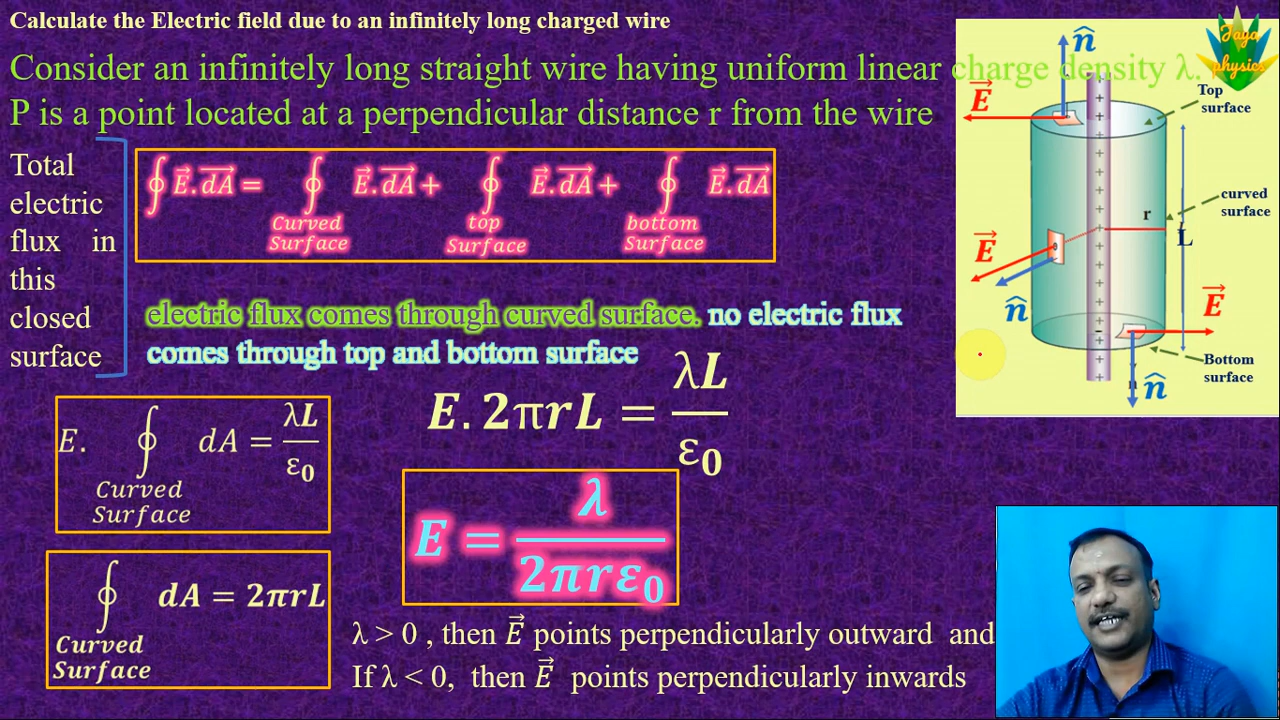 Calculate the Electric field due to an infinitely long charged wire
Consider an infinitely long straight wire having uniform linear charge density λ.
P is a point located at a perpendicular distance r from the wire
Total
electric
flux in
this
closed
surface
∮ E⃗.dA⃗ = ∮ E⃗.dA⃗ + ∮ E⃗.dA⃗ + ∮ E⃗.dA⃗
Curved Surface top Surface bottom Surface
electric flux comes through curved surface. no electric flux
comes through top and bottom surface
E. ∮ dA = λL/ε₀
Curved
Surface
∮ dA = 2πrL
Curved
Surface
E. 2πrL = λL/ε₀
E = λ/2πrε₀
λ > 0 , then E⃗ points perpendicularly outward and
If λ < 0, then E⃗ points perpendicularly inwards
Jaya
physics
n̂
E⃗
Top
surface
curved
surface
r
L
E⃗
n̂
E⃗
Bottom
surface
n̂